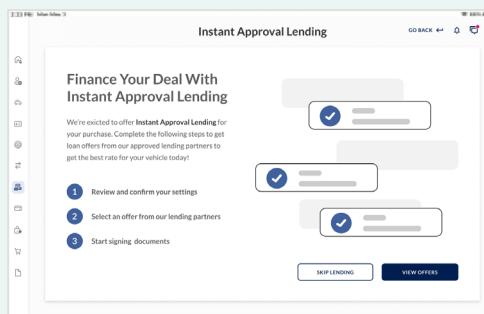 Instant Approval Lending
GO BACK
Finance Your Deal With
Instant Approval Lending
We're exicted to offer Instant Approval Lending for
your purchase. Complete the following steps to get
loan offers from our approved lending partners to
get the best rate for your vehicle today!
1 Review and confirm your settings
2 Select an offer from our lending partners
3 Start signing documents
SKIP LENDING
VIEW OFFERS